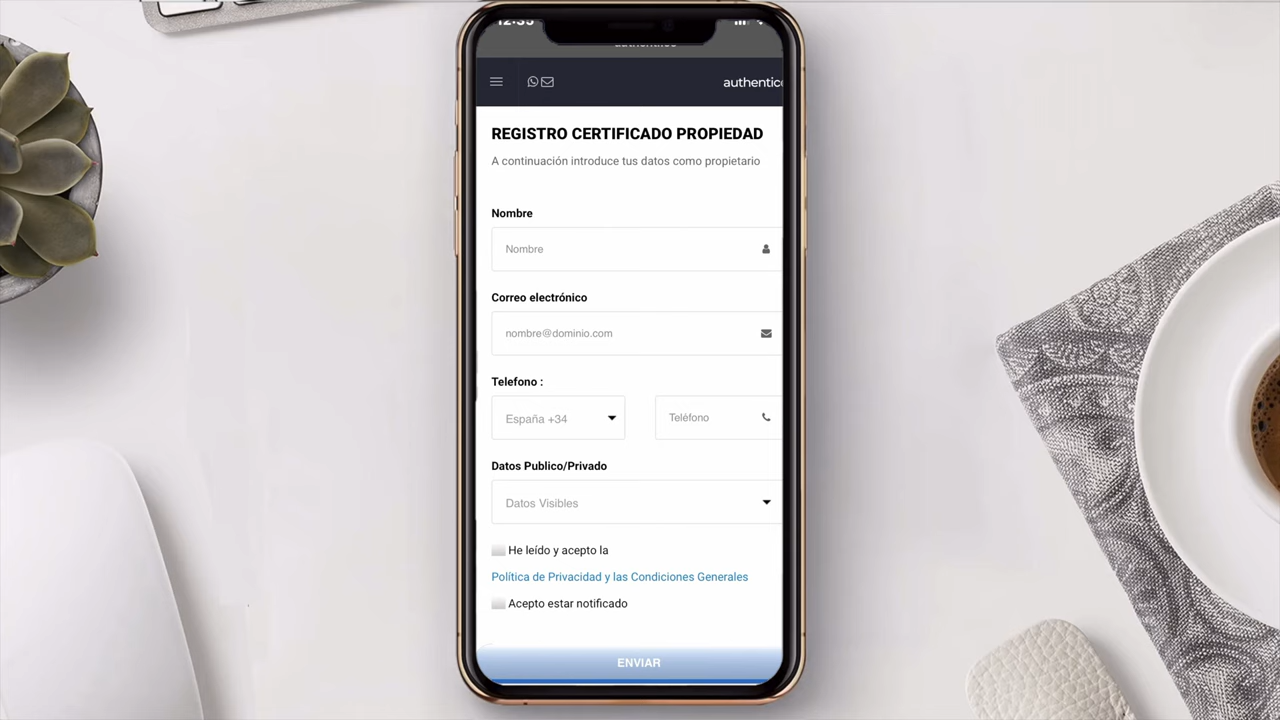 12:35
REGISTRO CERTIFICADO PROPIEDAD
A continuación introduce tus datos como propietario
Nombre
Nombre
Correo electrónico
nombre@dominio.com
Telefono :
España +34
Teléfono
Datos Publico/Privado
Datos Visibles
He leído y acepto la
Política de Privacidad y las Condiciones Generales
Acepto estar notificado
ENVIAR